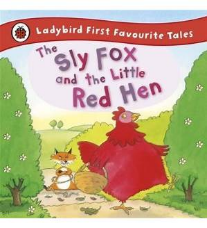 Ladybird First Favourite Tales
The
Sly Fox
and the Little
Red Hen